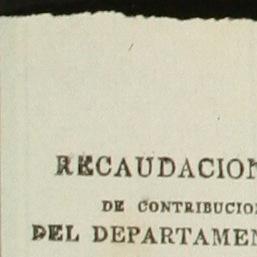 RECAUDACION
DE CONTRIBUCIO
DEL DEPARTAMEN